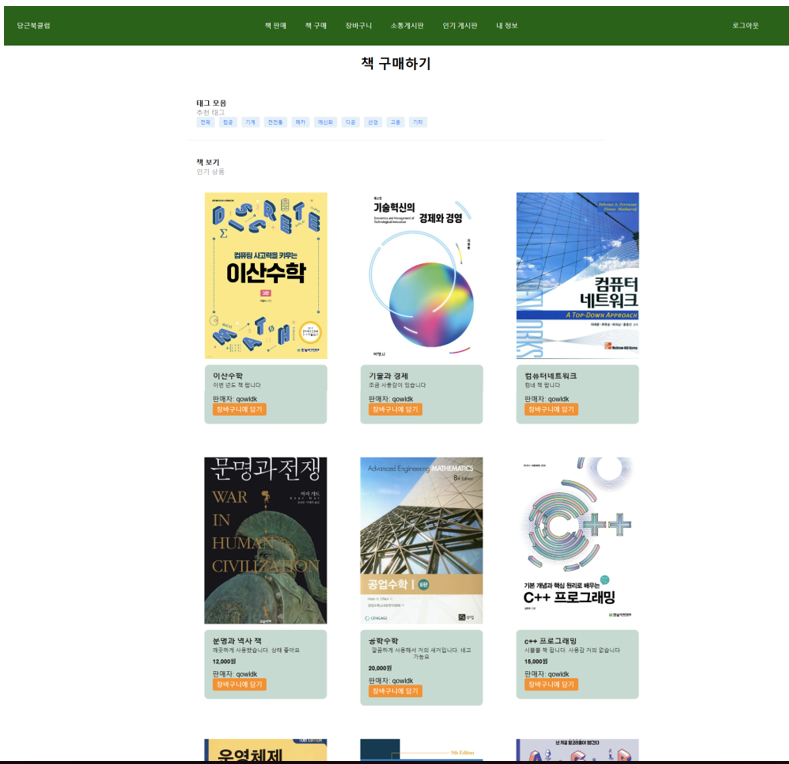 당근북클럽 책 판매 책 구매 장바구니 소통게시판 인기 게시판 내 정보 로그아웃
책 구매하기
태그 모음
추천 태그
전체 컴공 기계 전전통 메카 에신화 디공 산경 고용 기타
책 보기
인기 상품
DISCRETE
컴퓨팅 사고력을 키우는
이산수학
MATH
기술혁신의
경제와 경영
컴퓨터
네트워크
A TOP-DOWN APPROACH
이산수학
이번 년도 책 팝니다
판매자: qowldk
장바구니에 담기
기술과 경제
조금 사용감이 있습니다
판매자: qowldk
장바구니에 담기
컴퓨터네트워크
컴네 책 팝니다
판매자: qowldk
장바구니에 담기
문명과전쟁
WAR
IN
HUMAN
CIVILIZATION
Advanced Engineering MATHEMATICS
8th Edition
공업수학 I
CENGAGE
C++
기본 개념과 핵심 원리로 배우는
C++ 프로그래밍
문명과 역사 책
깨끗하게 사용했습니다. 상태 좋아요
12,000원
판매자: qowldk
장바구니에 담기
공학수학
깔끔하게 사용해서 거의 새거입니다. 네고
가능요
20,000원
판매자: qowldk
장바구니에 담기
c++ 프로그래밍
시플플 책 팝니다. 사용감 거의 없습니다
15,000원
판매자: qowldk
장바구니에 담기
운영체제
5th Edition